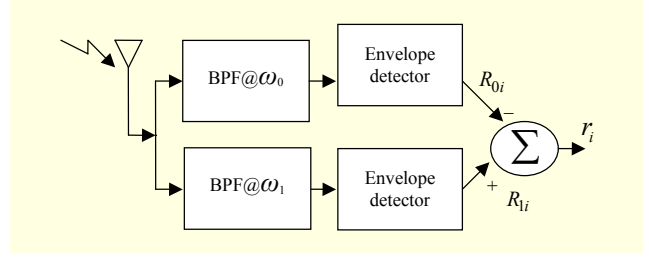 BPF@ω₀
Envelope
detector
R₀ᵢ
−
Σ
rᵢ
BPF@ω₁
Envelope
detector
+
R₁ᵢ